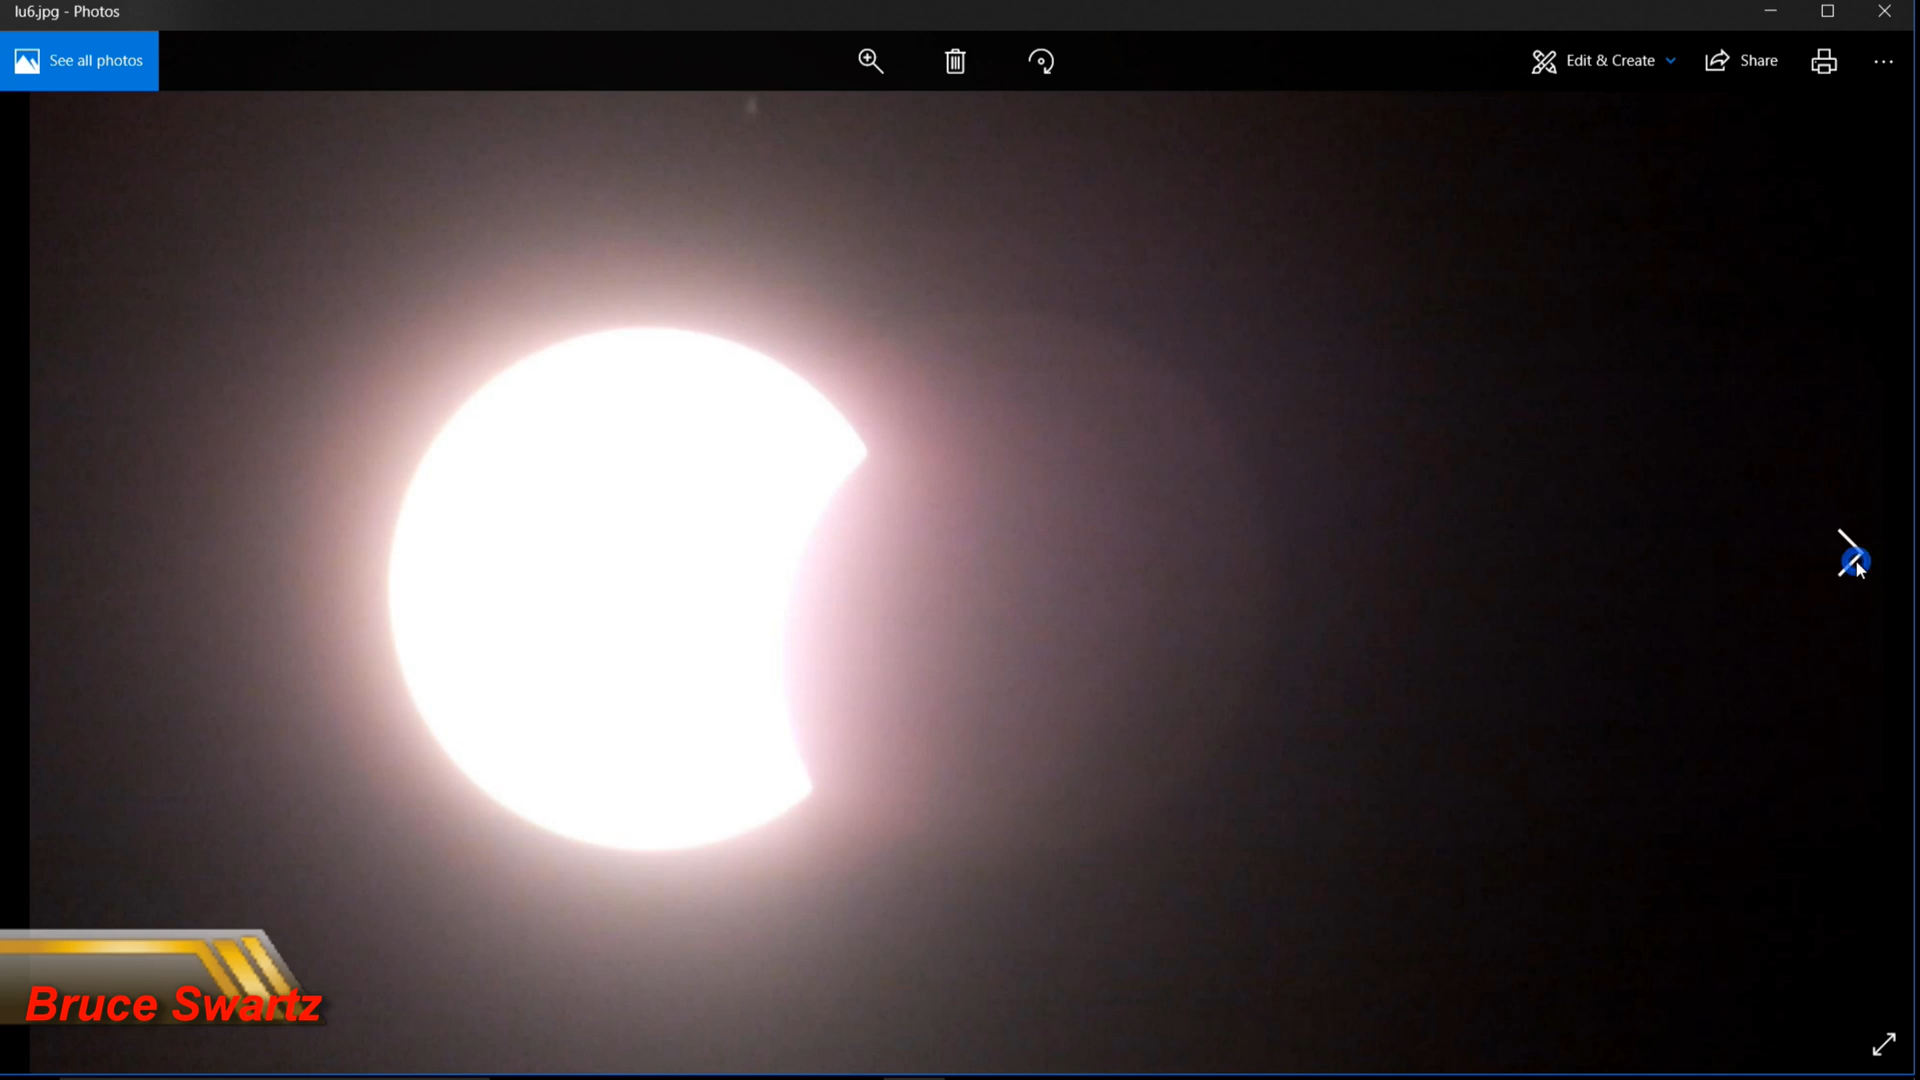 lu6.jpg - Photos
See all photos
Edit & Create
Share
Bruce Swartz